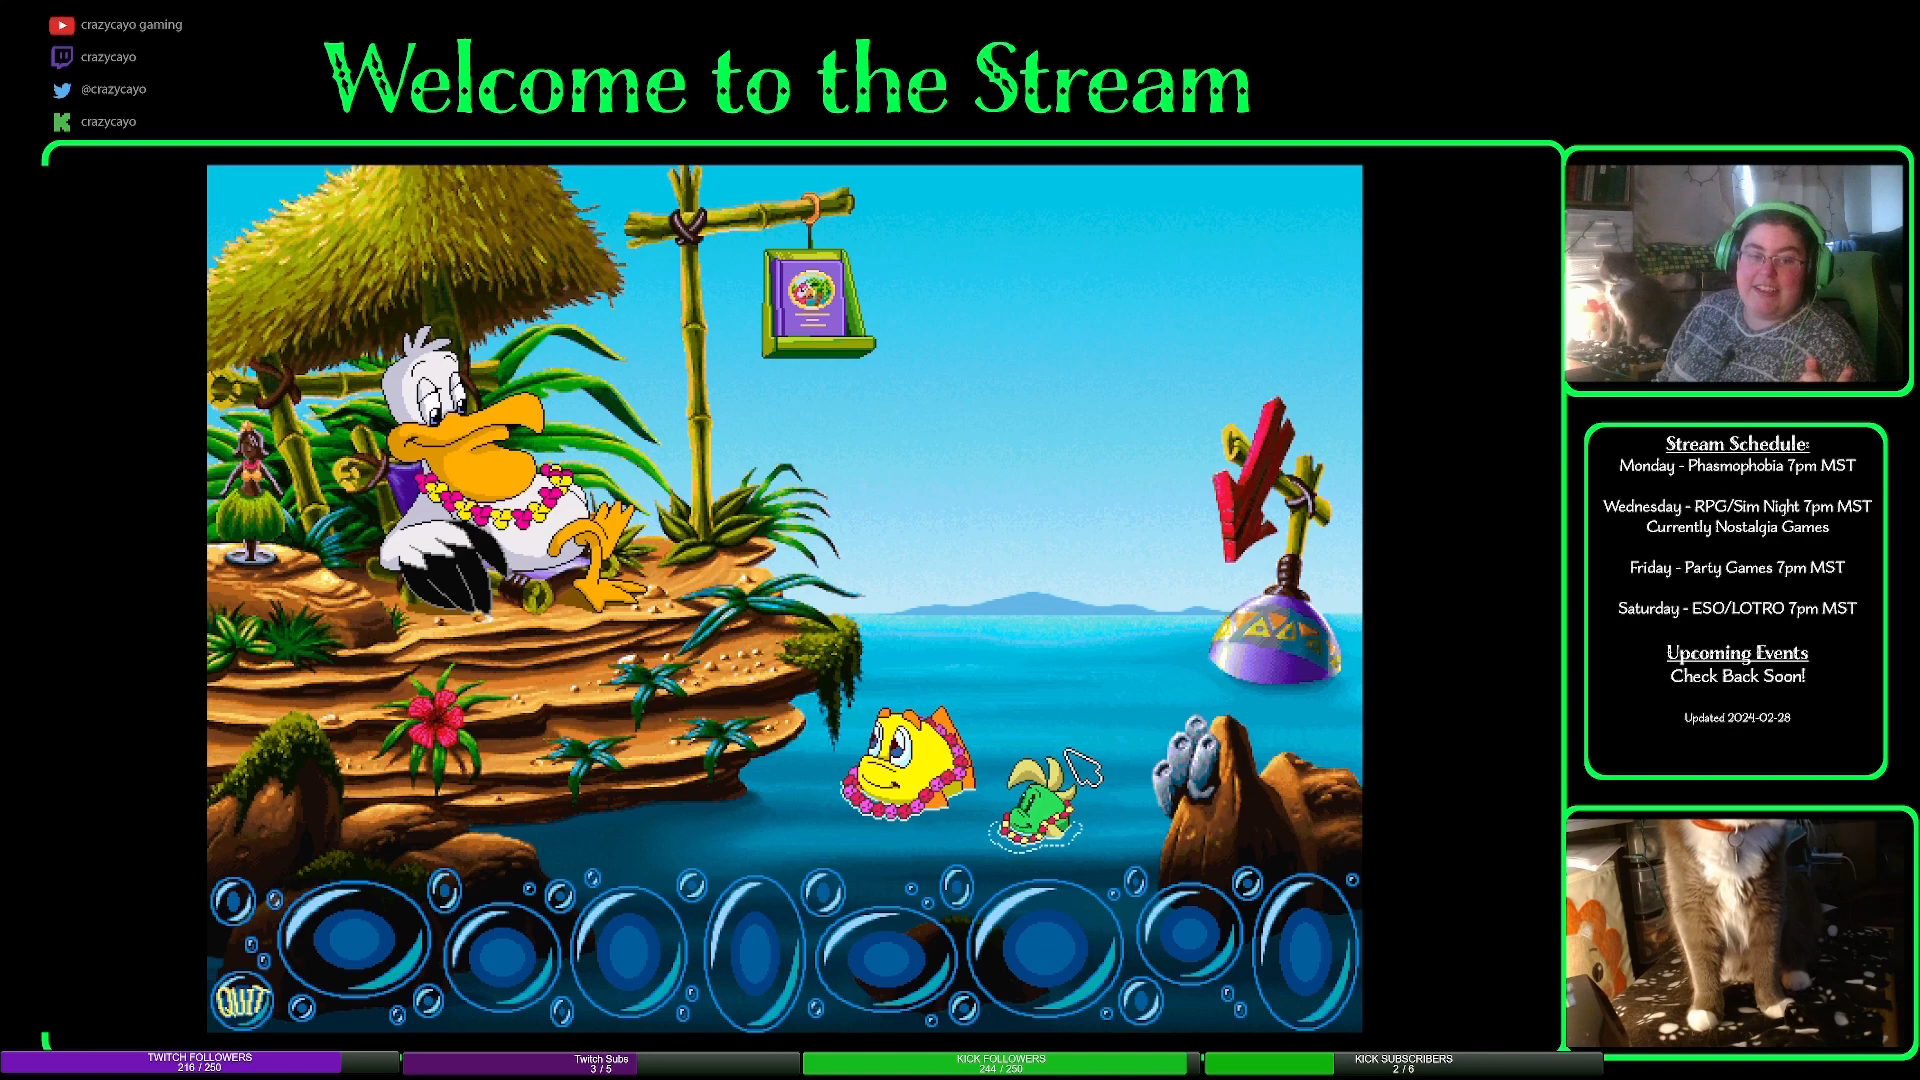 crazycayo gaming
crazycayo
@crazycayo
crazycayo
Welcome to the Stream
Stream Schedule:
Monday - Phasmophobia 7pm MST
Wednesday - RPG/Sim Night 7pm MST
Currently Nostalgia Games
Friday - Party Games 7pm MST
Saturday - ESO/LOTRO 7pm MST
Upcoming Events
Check Back Soon!
Updated 2024-02-28
QUIT
TWITCH FOLLOWERS
216 / 250
Twitch Subs
3 / 5
KICK FOLLOWERS
244 / 250
KICK SUBSCRIBERS
2 / 6